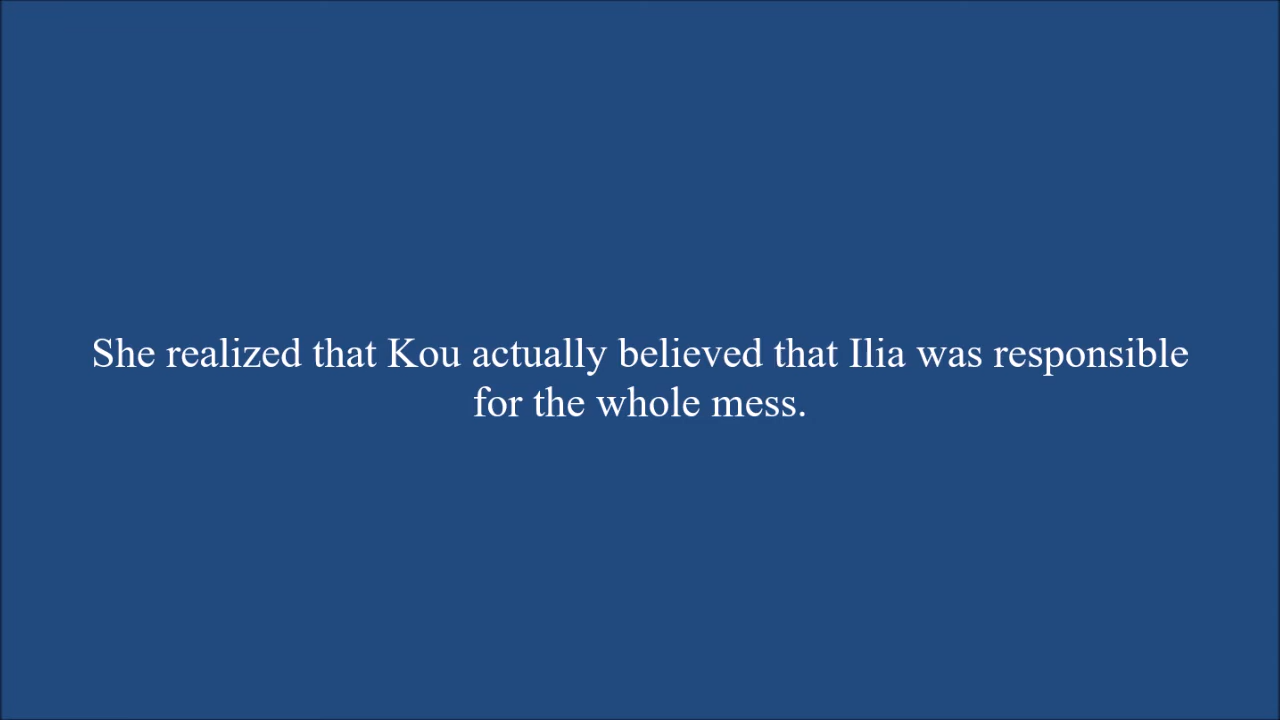 She realized that Kou actually believed that Ilia was responsible
for the whole mess.